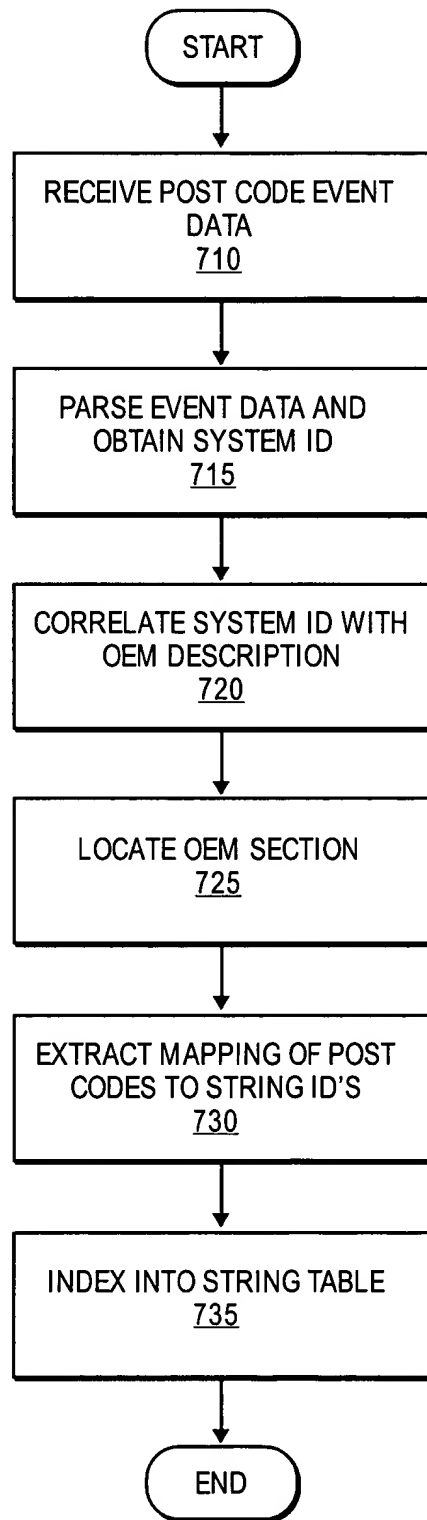 START
RECEIVE POST CODE EVENT
DATA
710
PARSE EVENT DATA AND
OBTAIN SYSTEM ID
715
CORRELATE SYSTEM ID WITH
OEM DESCRIPTION
720
LOCATE OEM SECTION
725
EXTRACT MAPPING OF POST
CODES TO STRING ID'S
730
INDEX INTO STRING TABLE
735
END